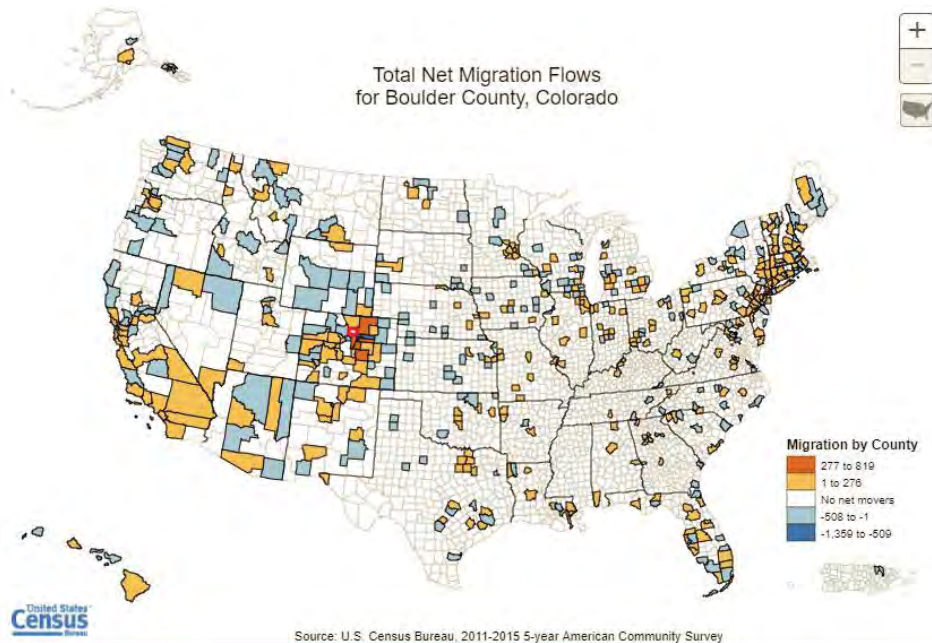 +
−
Total Net Migration Flows
for Boulder County, Colorado
Migration by County
277 to 819
1 to 276
No net movers
-508 to -1
-1,359 to -509
United States®
Census
Bureau
Source: U.S. Census Bureau, 2011-2015 5-year American Community Survey